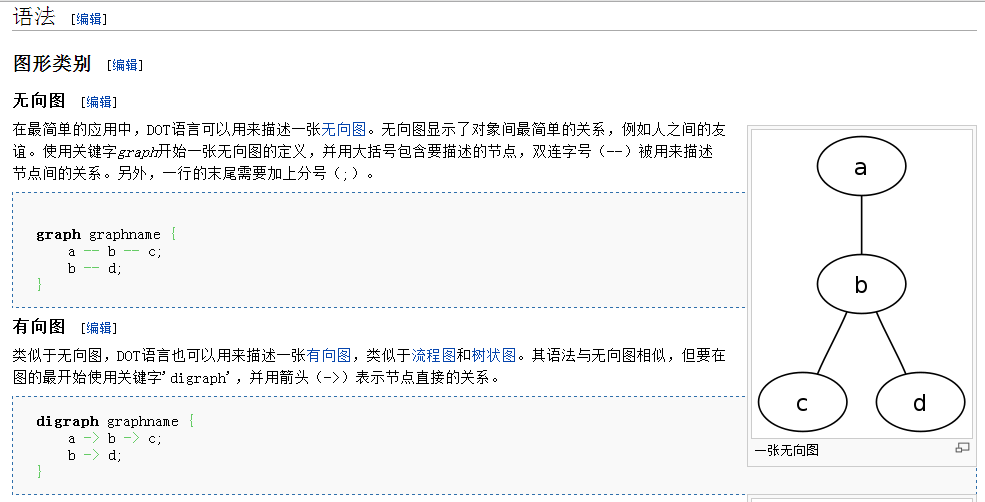 语法 [编辑]
图形类别 [编辑]
无向图 [编辑]
在最简单的应用中，DOT语言可以用来描述一张无向图。无向图显示了对象间最简单的关系，例如人之间的友
谊。使用关键字graph开始一张无向图的定义，并用大括号包含要描述的节点，双连字号（--）被用来描述
节点间的关系。另外，一行的末尾需要加上分号（;）。
graph graphname {
    a -- b -- c;
    b -- d;
}
有向图 [编辑]
类似于无向图，DOT语言也可以用来描述一张有向图，类似于流程图和树状图。其语法与无向图相似，但要在
图的最开始使用关键字'digraph'，并用箭头（->）表示节点直接的关系。
digraph graphname {
    a -> b -> c;
    b -> d;
}
a
b
c d
一张无向图